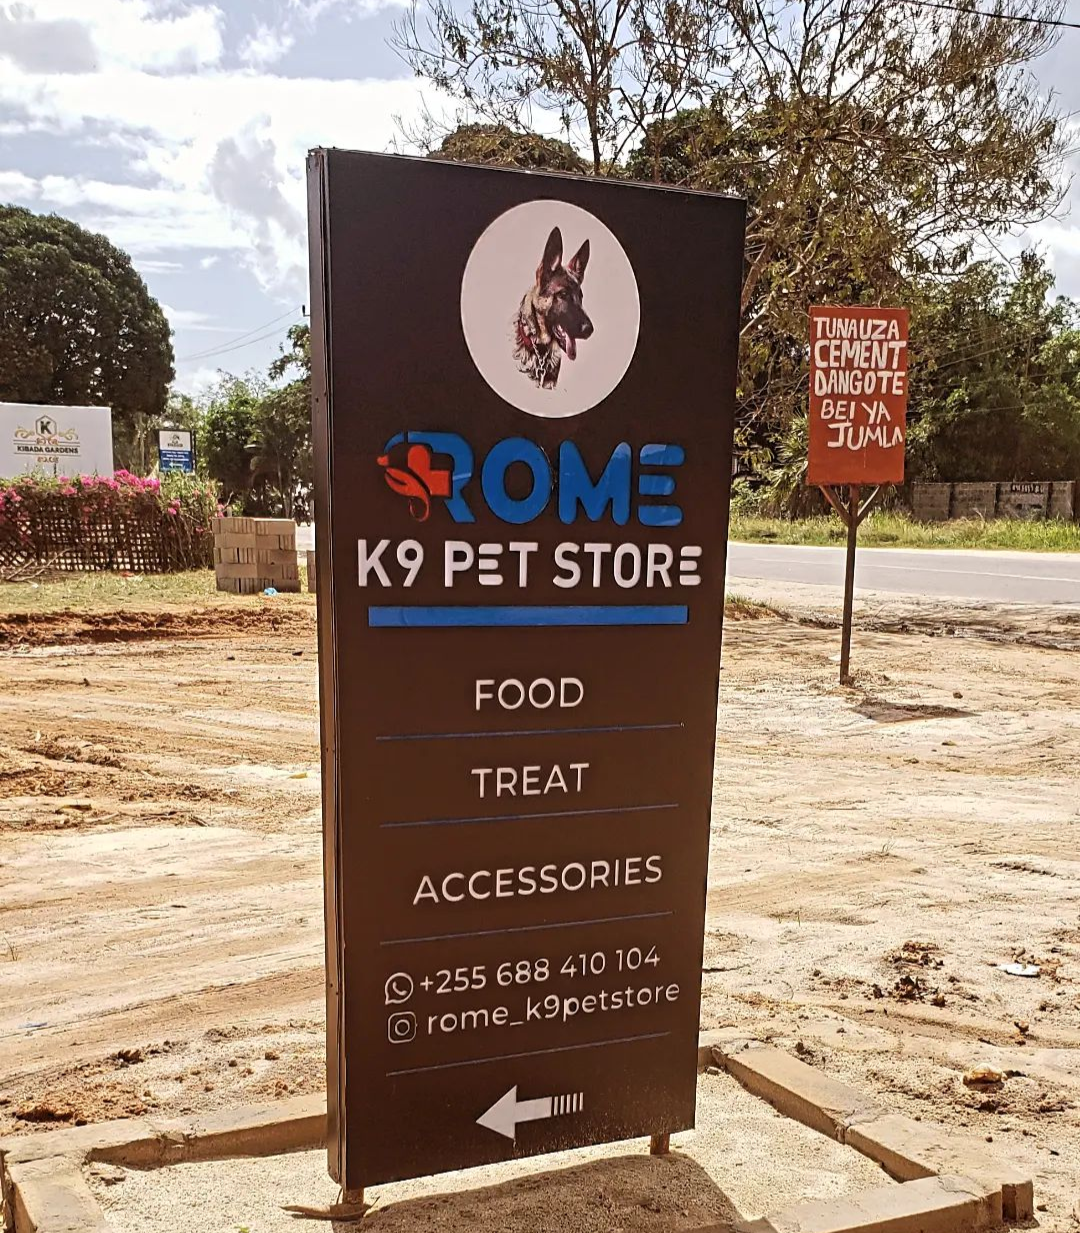 ROME
K9 PET STORE
FOOD
TREAT
ACCESSORIES
+255 688 410 104
rome_k9petstore
TUNAUZA
CEMENT
DANGOTE
BEI YA
JUMLA
K
KIBADA GARDENS